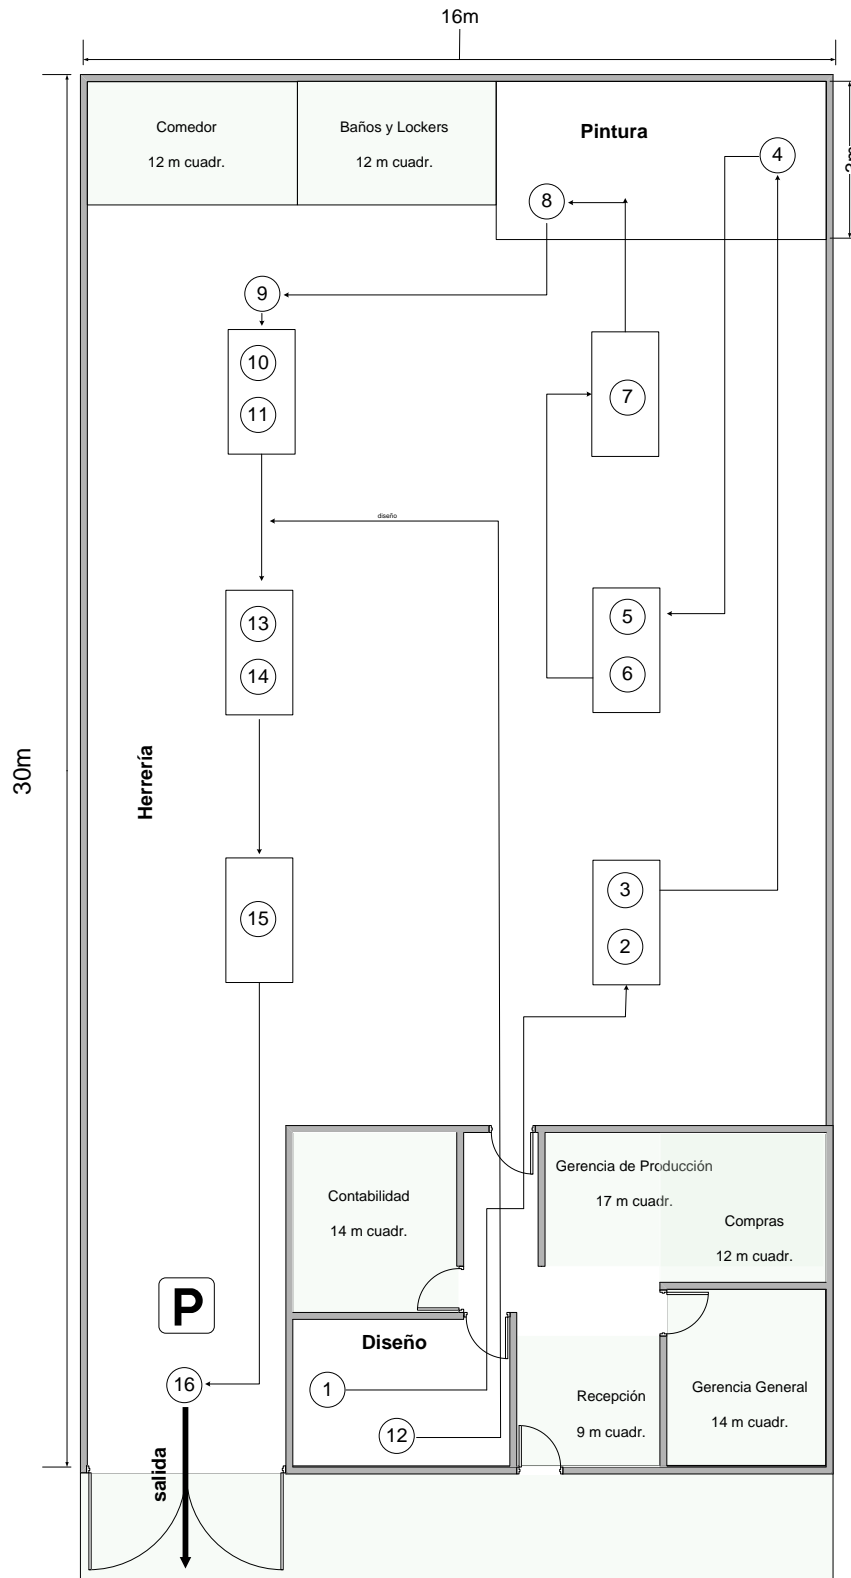 16m
Comedor
12 m cuadr.
Baños y Lockers
12 m cuadr.
Pintura
4
3m
8
9
10
11
7
diseño
13
14
5
6
30m
Herrería
15
3
2
Contabilidad
14 m cuadr.
Gerencia de Producción
17 m cuadr.
Compras
12 m cuadr.
P
Diseño
16
1
12
Recepción
9 m cuadr.
Gerencia General
14 m cuadr.
salida